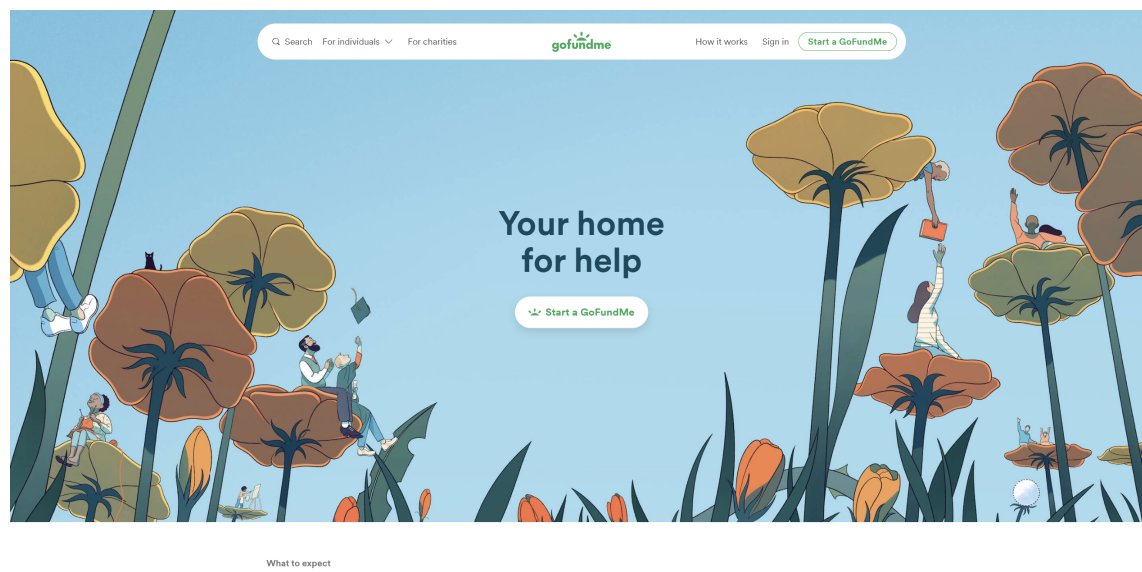 Search For individuals For charities gofundme How it works Sign in Start a GoFundMe
Your home
for help
Start a GoFundMe
What to expect